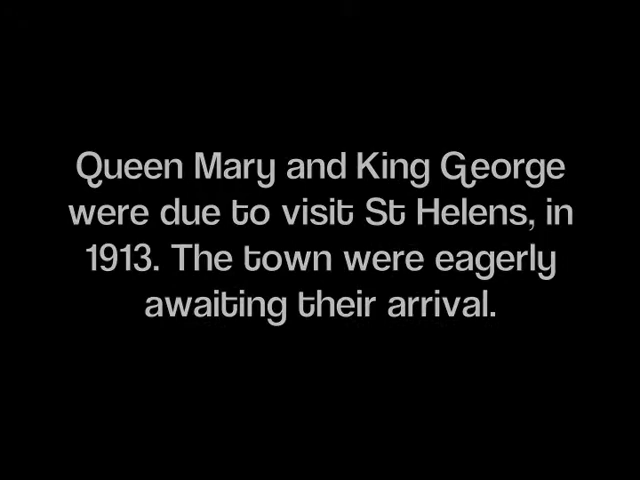 Queen Mary and King George
were due to visit St Helens, in
1913. The town were eagerly
awaiting their arrival.